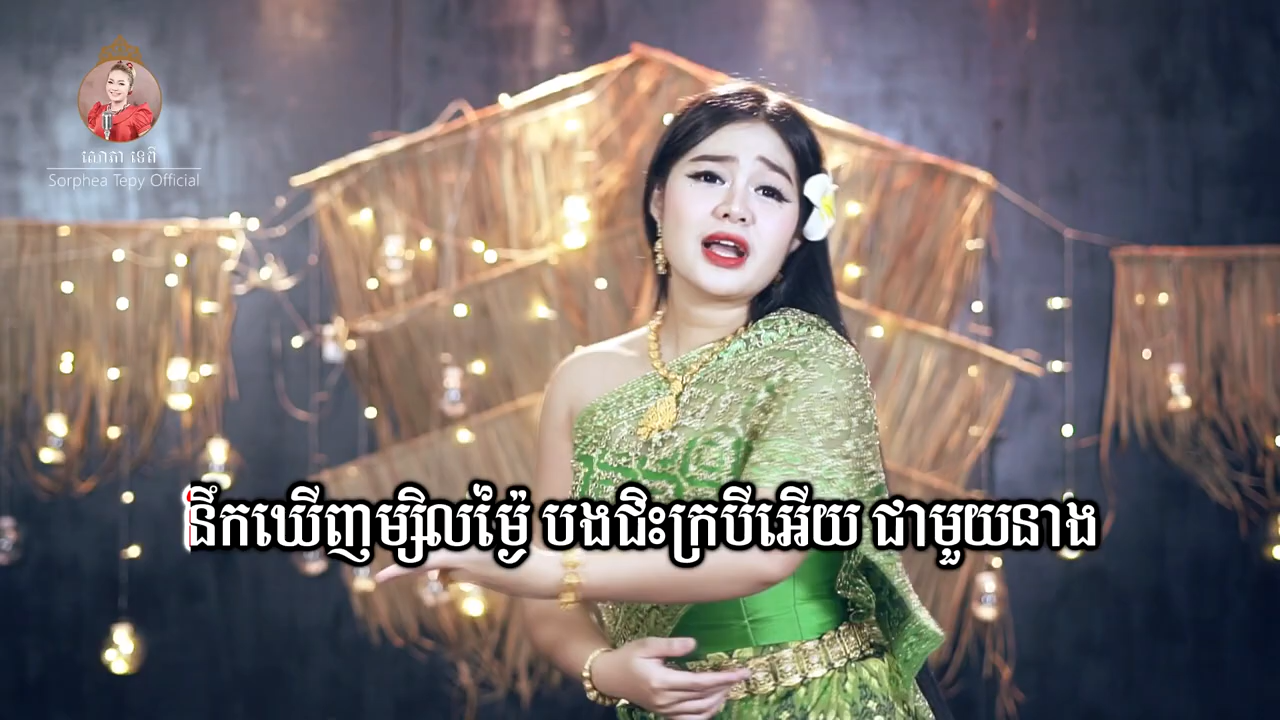 សោភា ទេពី
Sorphea Tepy Official
នឹកឃើញម្សិលម៉្ងៃ បងជិះក្របីអើយ ជាមួយនាង